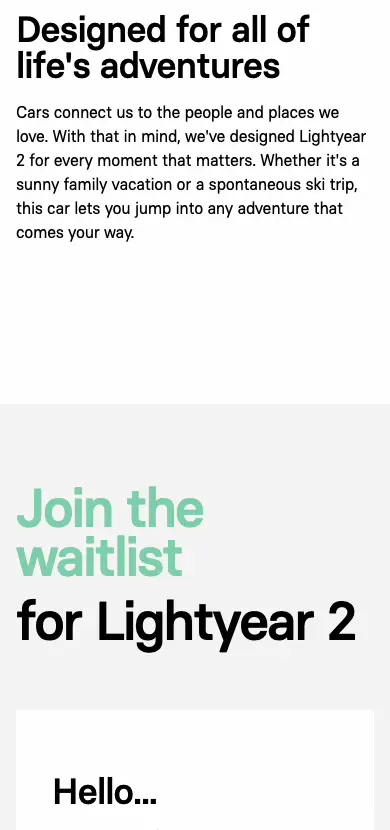 Designed for all of
life's adventures
Cars connect us to the people and places we
love. With that in mind, we've designed Lightyear
2 for every moment that matters. Whether it's a
sunny family vacation or a spontaneous ski trip,
this car lets you jump into any adventure that
comes your way.
Join the
waitlist
for Lightyear 2
Hello...